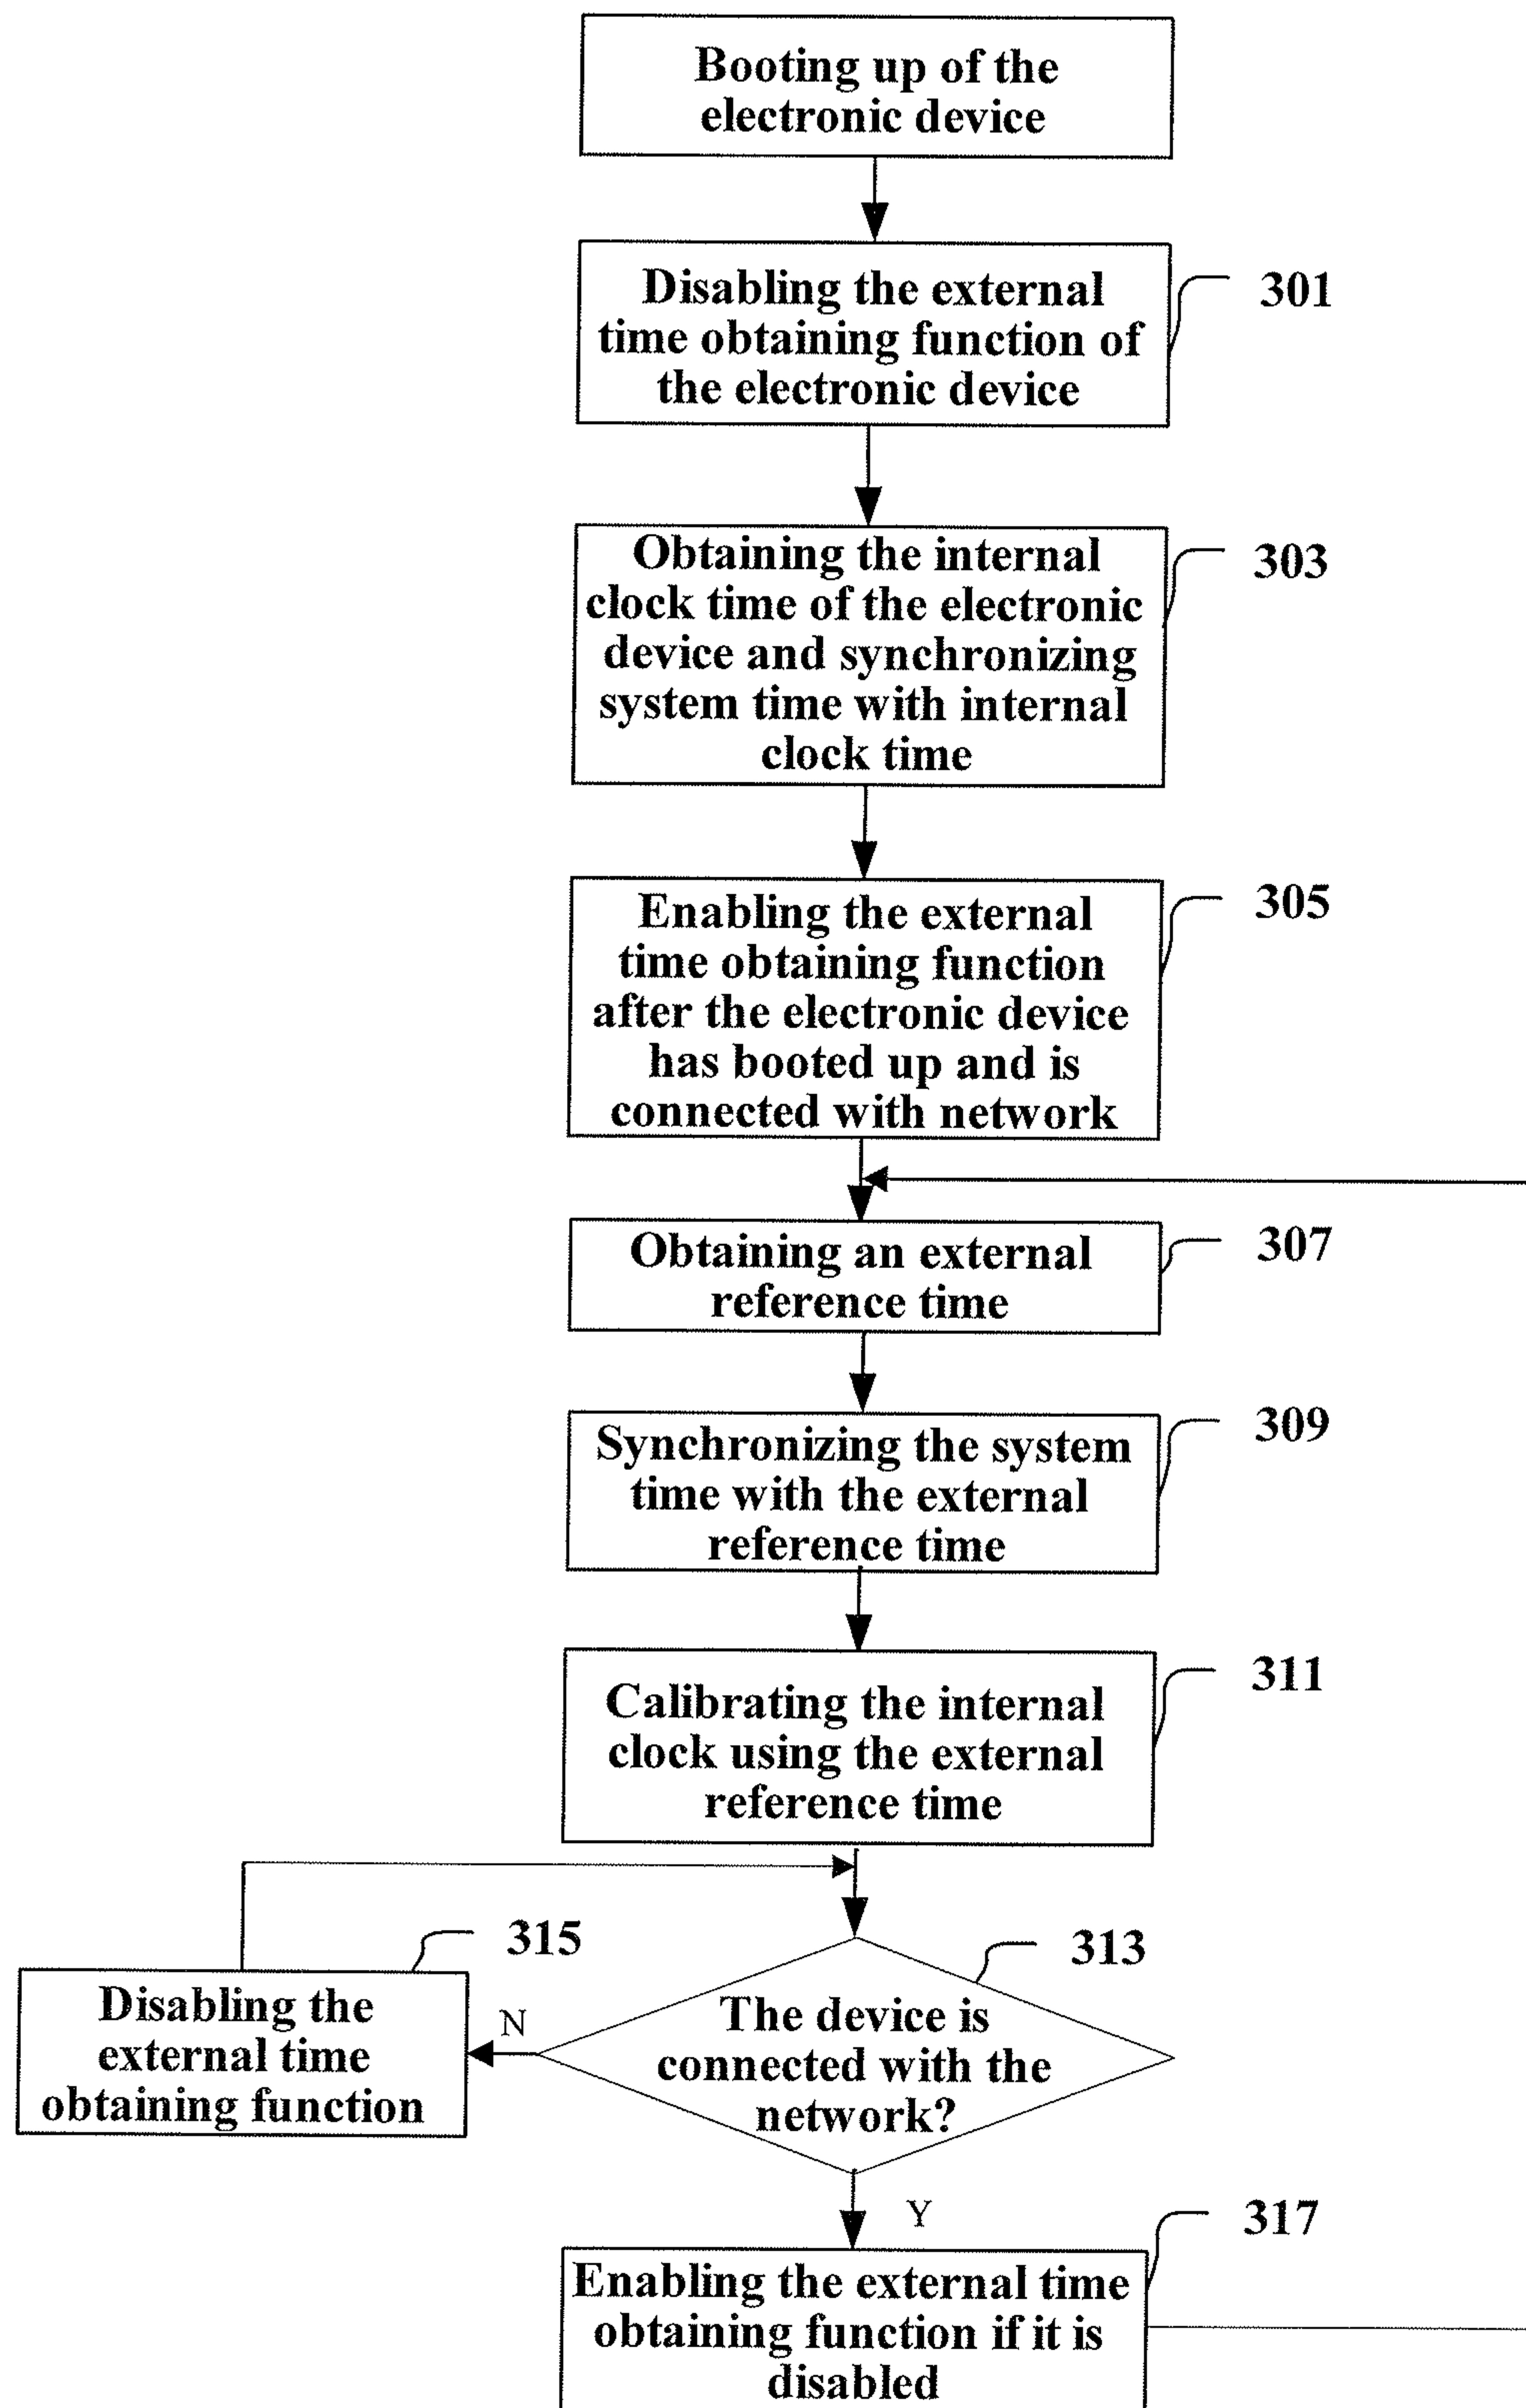 Booting up of the
electronic device
Disabling the external
time obtaining function of
the electronic device
301
Obtaining the internal
clock time of the electronic
device and synchronizing
system time with internal
clock time
303
Enabling the external
time obtaining function
after the electronic device
has booted up and is
connected with network
305
Obtaining an external
reference time
307
Synchronizing the system
time with the external
reference time
309
Calibrating the internal
clock using the external
reference time
311
315
Disabling the
external time
obtaining function
N
313
The device is
connected with the
network?
Y
317
Enabling the external time
obtaining function if it is
disabled